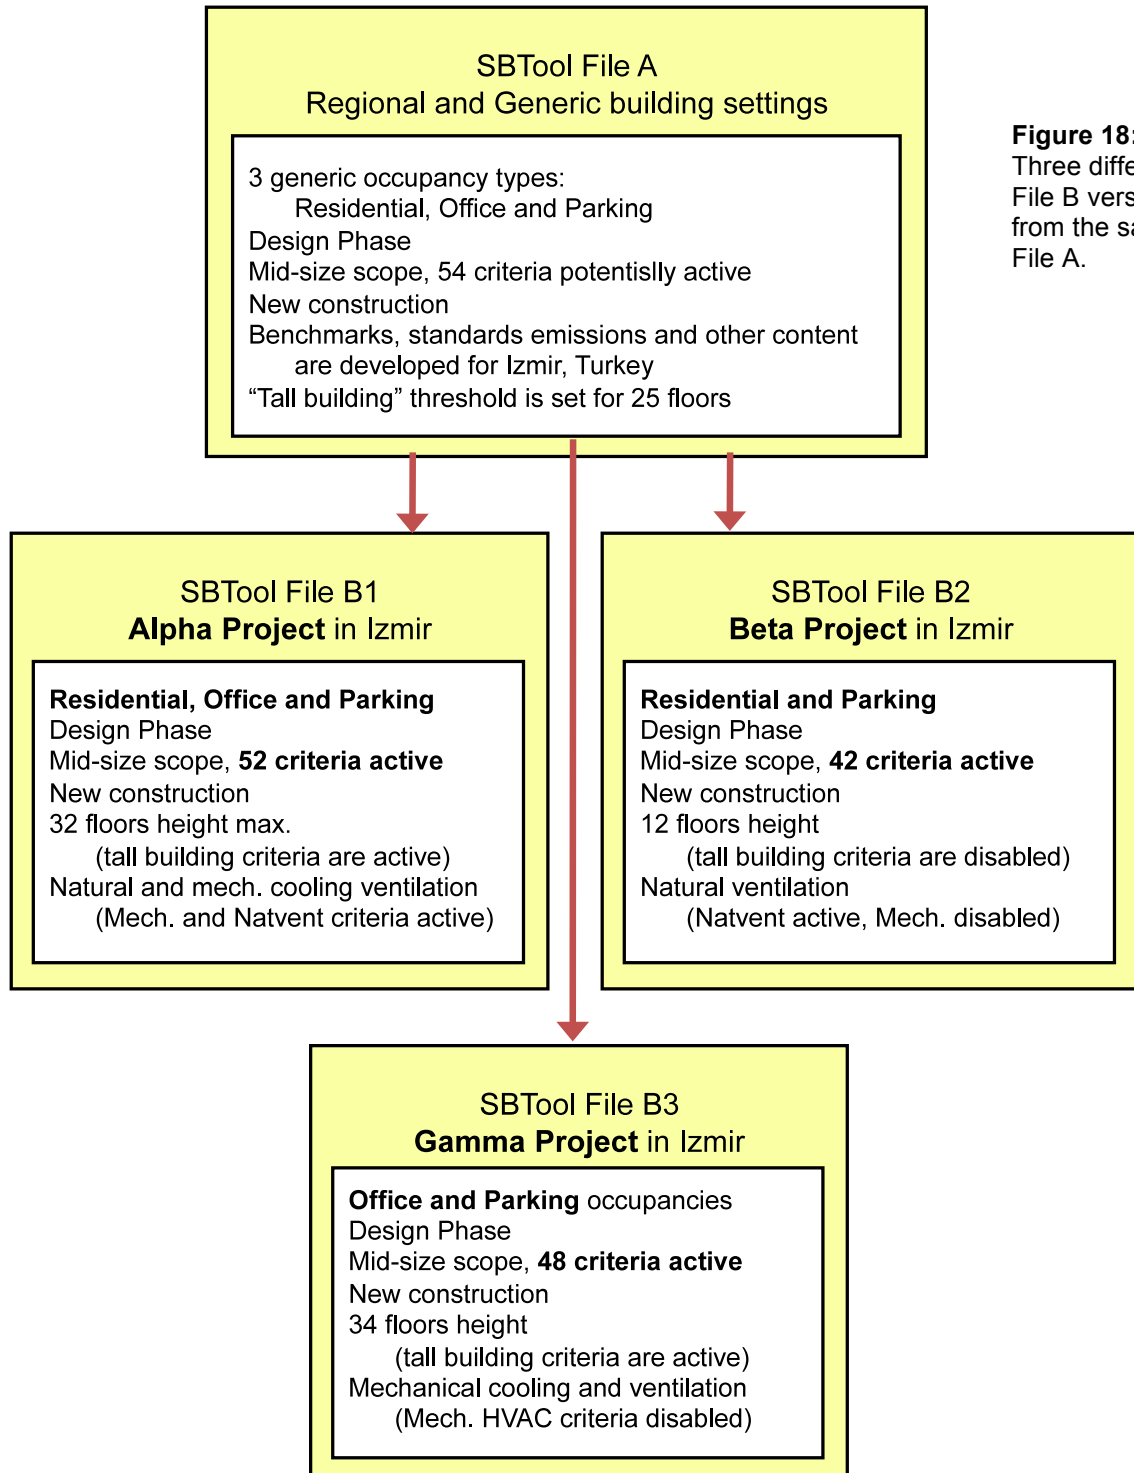 SBTool File A
Regional and Generic building settings
3 generic occupancy types:
Residential, Office and Parking
Design Phase
Mid-size scope, 54 criteria potentislly active
New construction
Benchmarks, standards emissions and other content
are developed for Izmir, Turkey
“Tall building” threshold is set for 25 floors
Figure 18:
Three diffe
File B vers
from the sa
File A.
SBTool File B1
Alpha Project in Izmir
Residential, Office and Parking
Design Phase
Mid-size scope, 52 criteria active
New construction
32 floors height max.
(tall building criteria are active)
Natural and mech. cooling ventilation
(Mech. and Natvent criteria active)
SBTool File B2
Beta Project in Izmir
Residential and Parking
Design Phase
Mid-size scope, 42 criteria active
New construction
12 floors height
(tall building criteria are disabled)
Natural ventilation
(Natvent active, Mech. disabled)
SBTool File B3
Gamma Project in Izmir
Office and Parking occupancies
Design Phase
Mid-size scope, 48 criteria active
New construction
34 floors height
(tall building criteria are active)
Mechanical cooling and ventilation
(Mech. HVAC criteria disabled)